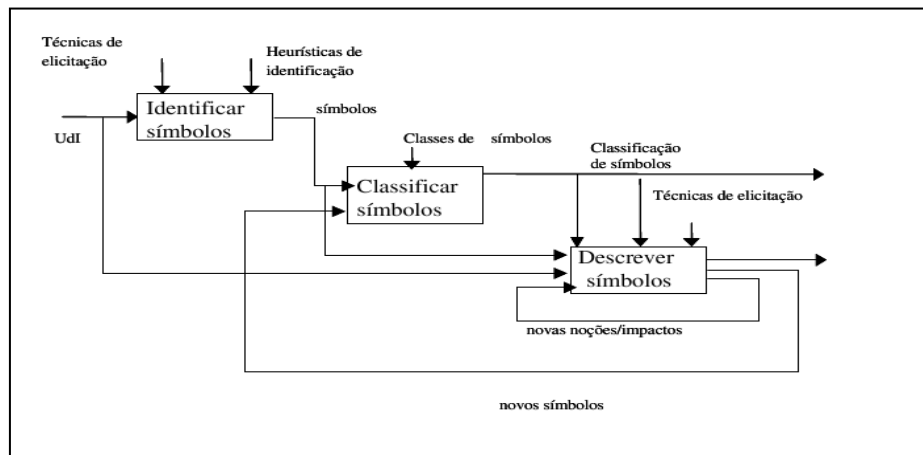 Técnicas de
elicitação
Heurísticas de
identificação
Identificar
símbolos
símbolos
UdI
Classes de símbolos
Classificação
de símbolos
Classificar
símbolos
Técnicas de elicitação
Descrever
símbolos
novas noções/impactos
novos símbolos